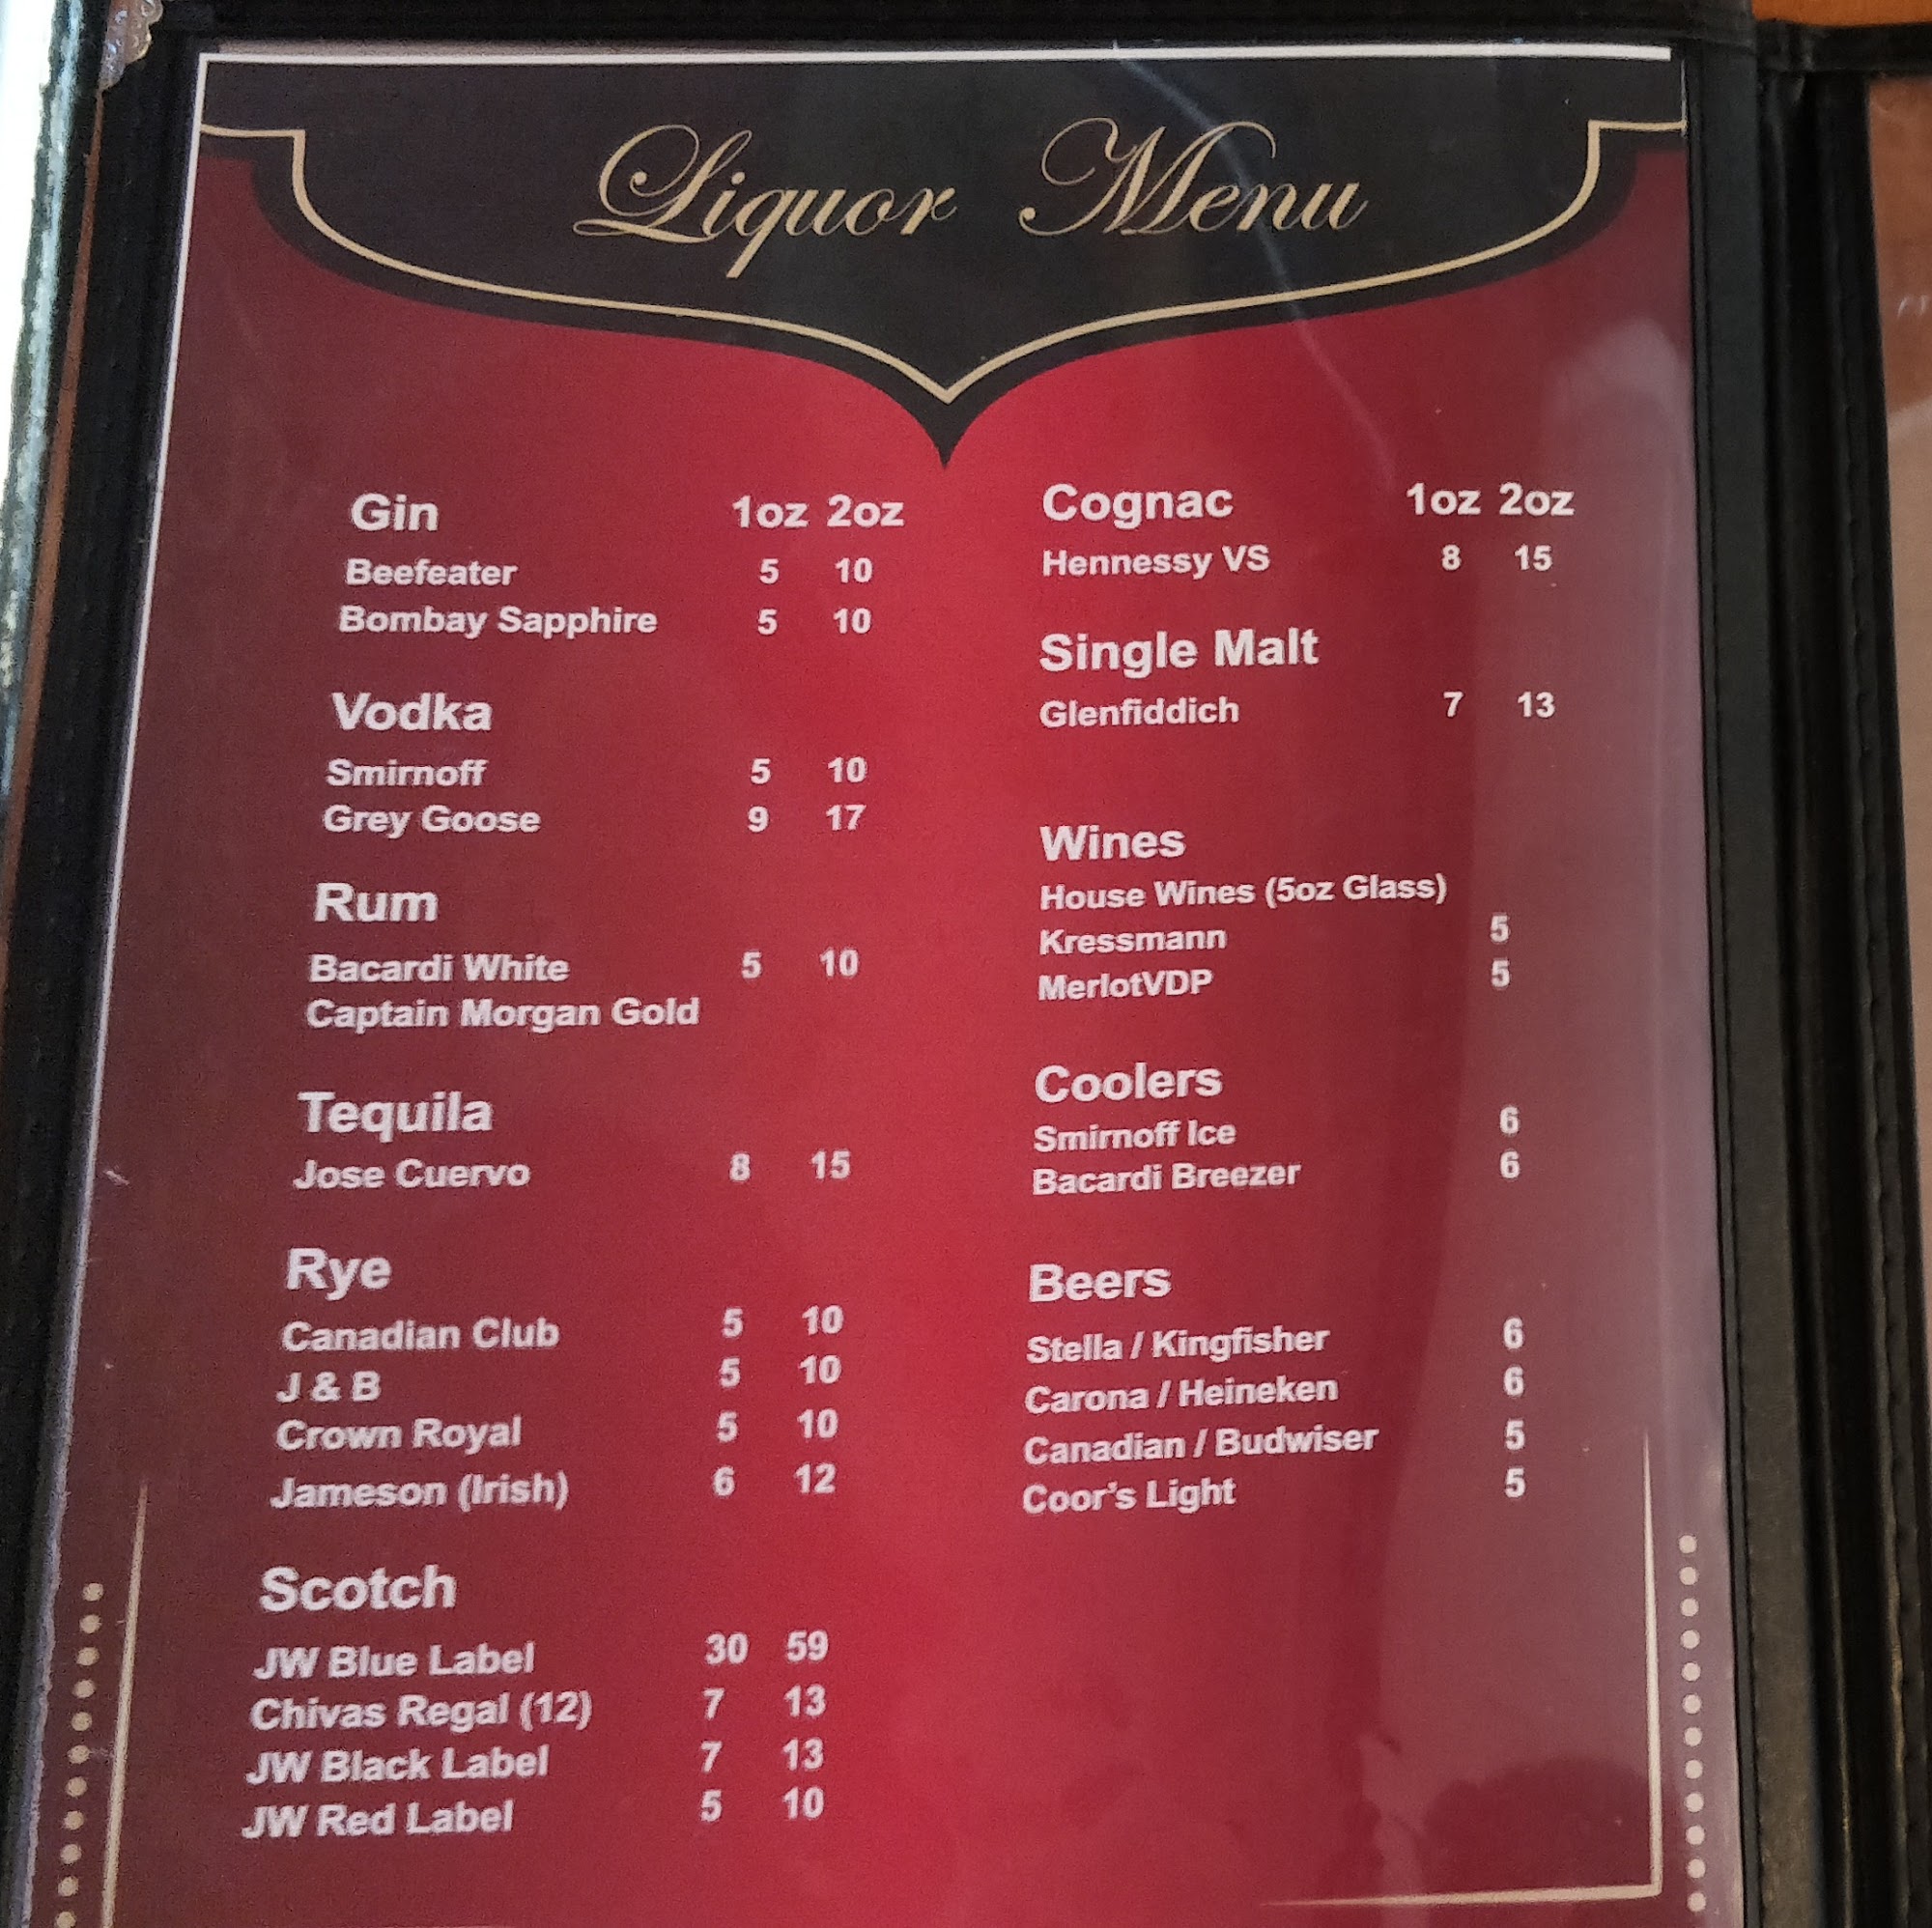 Liquor Menu
Gin 1oz 2oz
Beefeater 5 10
Bombay Sapphire 5 10
Vodka
Smirnoff 5 10
Grey Goose 9 17
Rum
Bacardi White 5 10
Captain Morgan Gold
Tequila
Jose Cuervo 8 15
Rye
Canadian Club 5 10
J & B 5 10
Crown Royal 5 10
Jameson (Irish) 6 12
Scotch
JW Blue Label 30 59
Chivas Regal (12) 7 13
JW Black Label 7 13
JW Red Label 5 10
Cognac 1oz 2oz
Hennessy VS 8 15
Single Malt
Glenfiddich 7 13
Wines
House Wines (5oz Glass)
Kressmann 5
MerlotVDP 5
Coolers
Smirnoff Ice 6
Bacardi Breezer 6
Beers
Stella / Kingfisher 6
Carona / Heineken 6
Canadian / Budwiser 5
Coor's Light 5